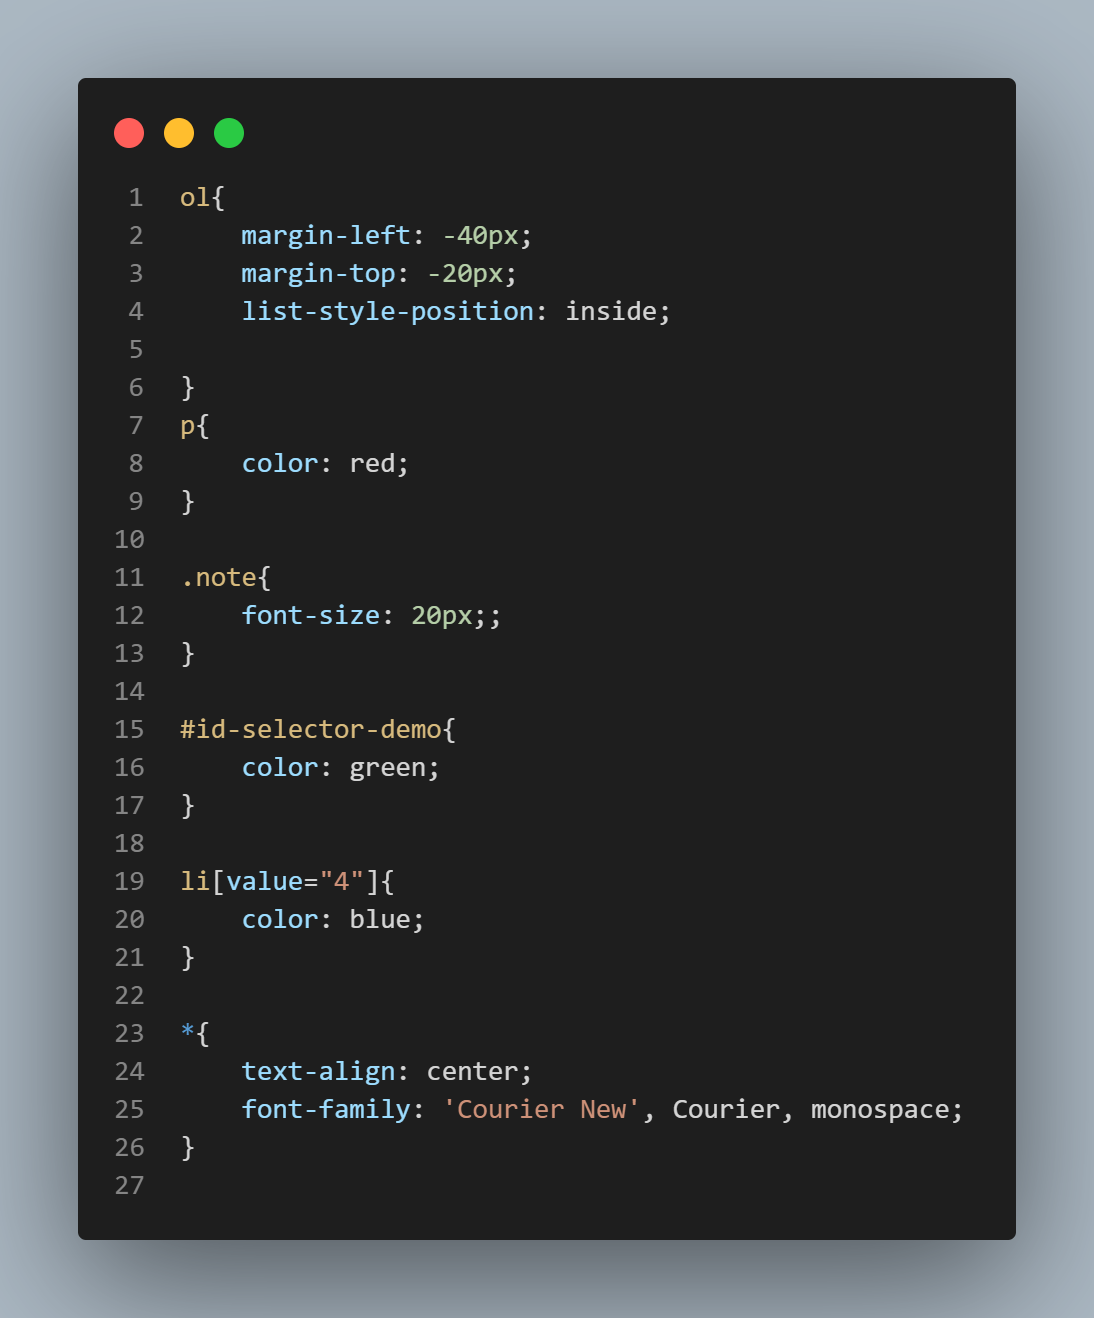 1 ol{
2     margin-left: -40px;
3     margin-top: -20px;
4     list-style-position: inside;
5
6 }
7 p{
8     color: red;
9 }
10
11 .note{
12     font-size: 20px;;
13 }
14
15 #id-selector-demo{
16     color: green;
17 }
18
19 li[value="4"]{
20     color: blue;
21 }
22
23 *{
24     text-align: center;
25     font-family: 'Courier New', Courier, monospace;
26 }
27